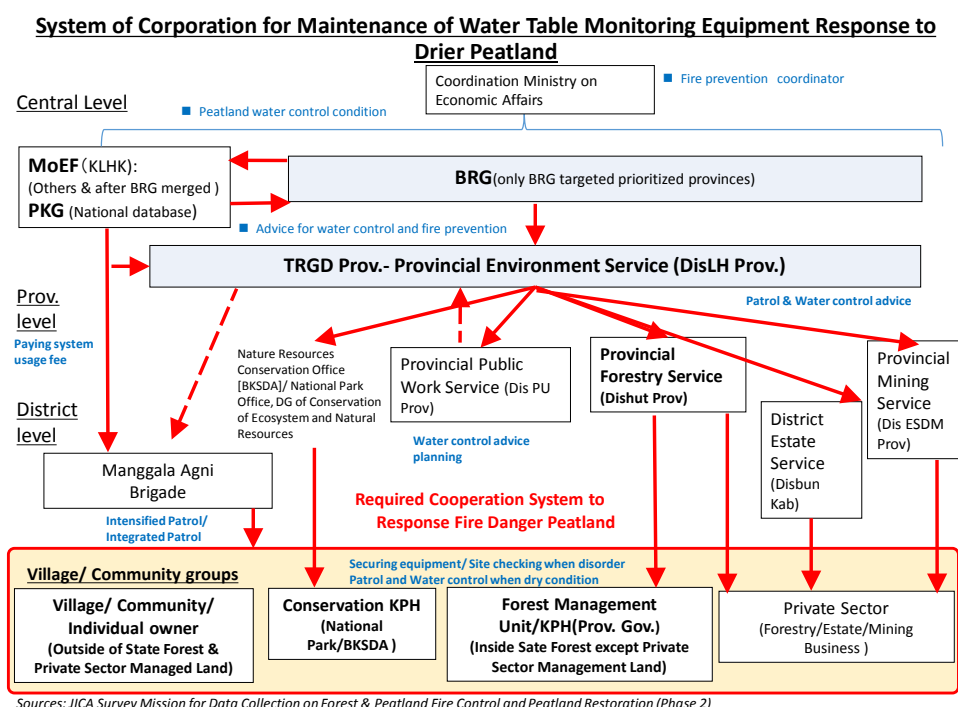 System of Corporation for Maintenance of Water Table Monitoring Equipment Response to
Drier Peatland
Coordination Ministry on
Economic Affairs
Fire prevention coordinator
Central Level
Peatland water control condition
MoEF (KLHK):
(Others & after BRG merged )
PKG (National database)
BRG(only BRG targeted prioritized provinces)
Advice for water control and fire prevention
TRGD Prov.- Provincial Environment Service (DisLH Prov.)
Prov.
level
Paying system
usage fee
Patrol & Water control advice
Nature Resources
Conservation Office
[BKSDA]/ National Park
Office, DG of Conservation
of Ecosystem and Natural
Resources
Provincial Public
Work Service (Dis PU
Prov)
Provincial
Forestry Service
(Dishut Prov)
Provincial
Mining
Service
(Dis ESDM
Prov)
District
level
Water control advice
planning
District
Estate
Service
(Disbun
Kab)
Manggala Agni
Brigade
Intensified Patrol/
Integrated Patrol
Required Cooperation System to
Response Fire Danger Peatland
Village/ Community groups
Securing equipment/ Site checking when disorder
Patrol and Water control when dry condition
Village/ Community/
Individual owner
(Outside of State Forest &
Private Sector Managed Land)
Conservation KPH
(National
Park/BKSDA)
Forest Management
Unit/KPH(Prov. Gov.)
(Inside Sate Forest except Private
Sector Management Land)
Private Sector
(Forestry/Estate/Mining
Business )
Sources: JICA Survey Mission for Data Collection on Forest & Peatland Fire Control and Peatland Restoration (Phase 2)